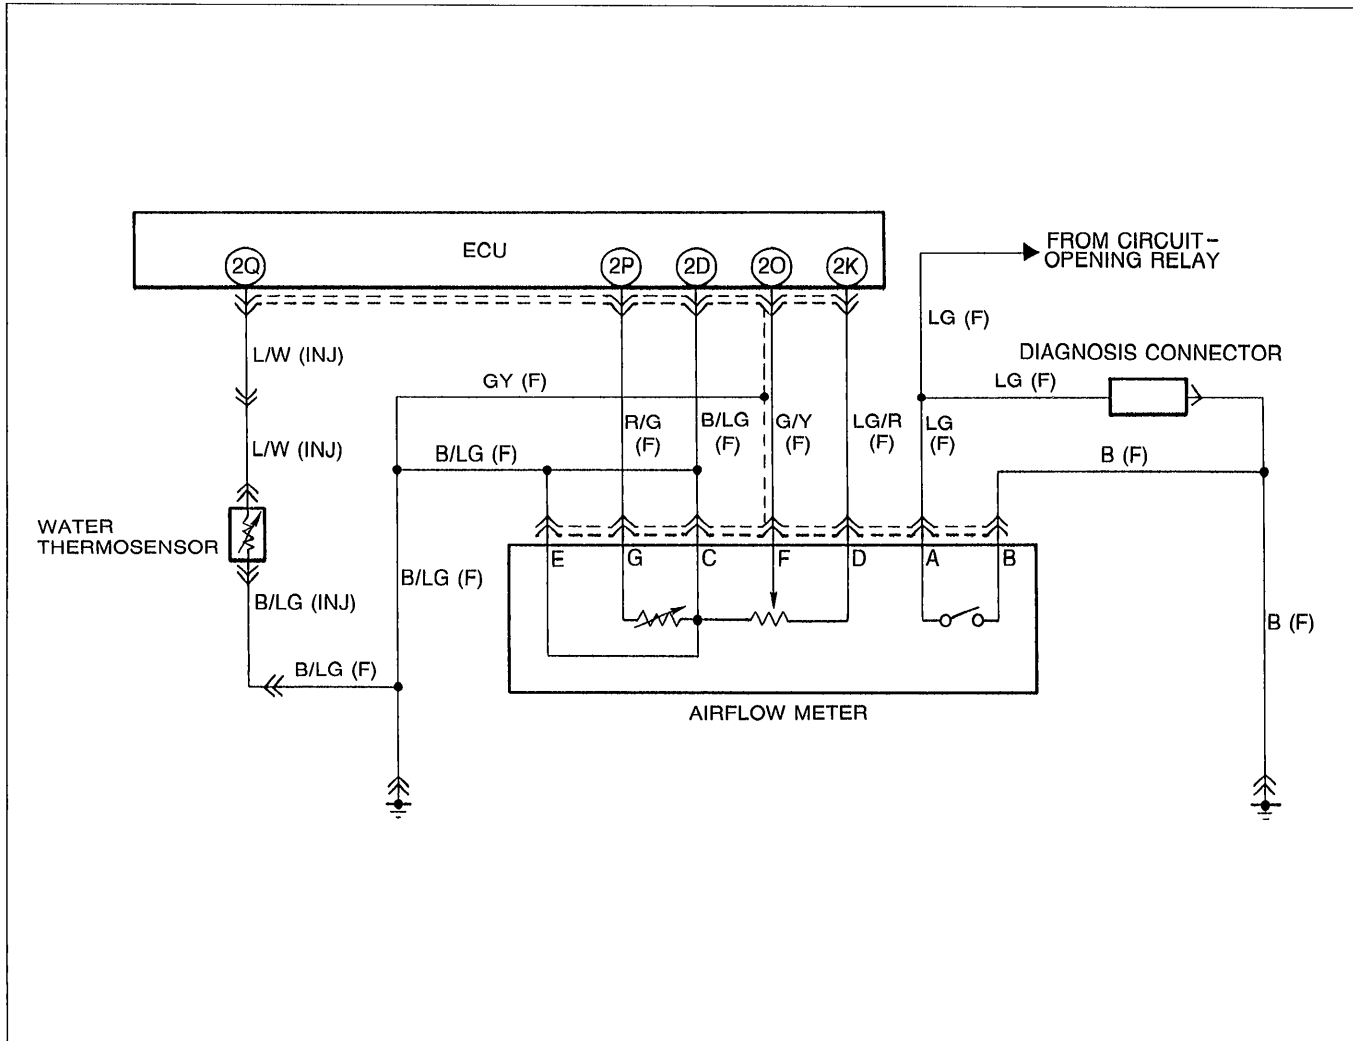 ECU
2Q
2P
2D
2O
2K
FROM CIRCUIT-
OPENING RELAY
L/W (INJ)
LG (F)
DIAGNOSIS CONNECTOR
GY (F)
LG (F)
R/G
(F)
B/LG
(F)
G/Y
(F)
LG/R
(F)
LG
(F)
L/W (INJ)
B/LG (F)
B (F)
WATER
THERMOSENSOR
E
G
C
F
D
A
B
B/LG (F)
B/LG (INJ)
B (F)
B/LG (F)
AIRFLOW METER